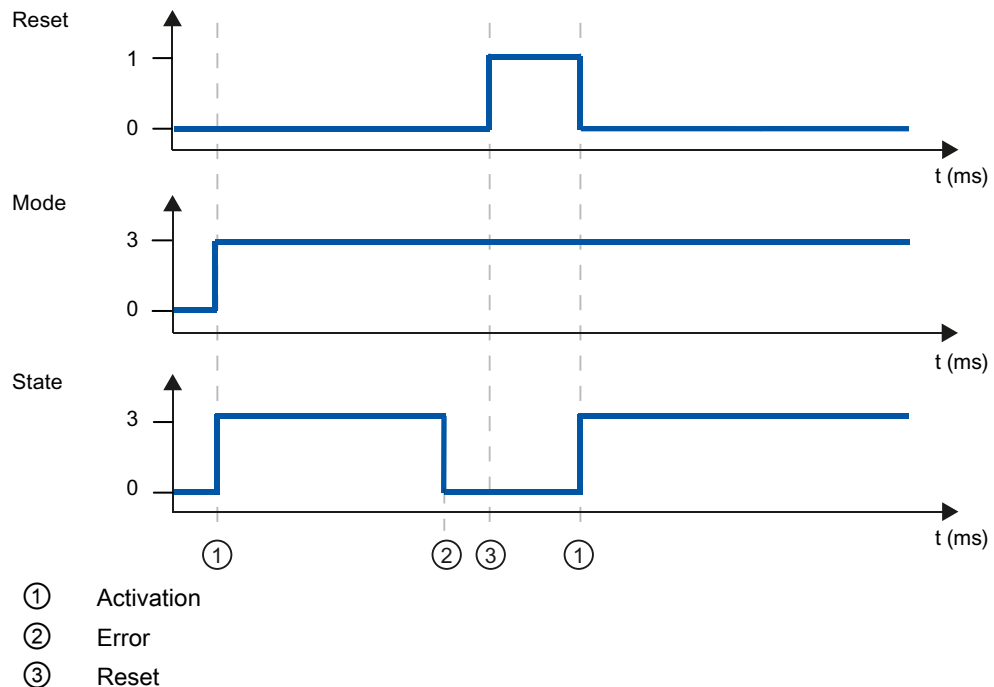 Reset
1
0
t (ms)
Mode
3
0
t (ms)
State
3
0
t (ms)
① ② ③ ①
① Activation
② Error
③ Reset